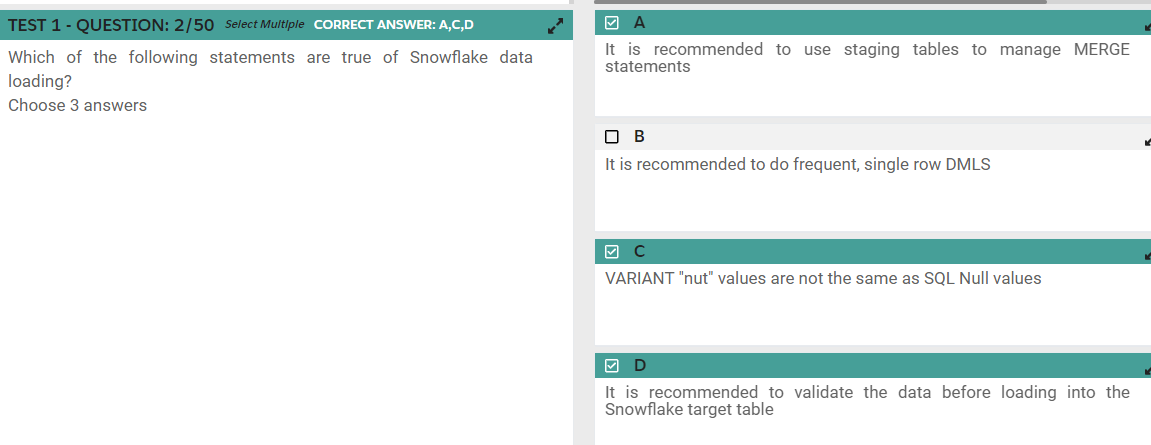 TEST 1 - QUESTION: 2/50 Select Multiple CORRECT ANSWER: A,C,D
Which of the following statements are true of Snowflake data
loading?
Choose 3 answers
A
It is recommended to use staging tables to manage MERGE
statements
B
It is recommended to do frequent, single row DMLS
C
VARIANT "nut" values are not the same as SQL Null values
D
It is recommended to validate the data before loading into the
Snowflake target table